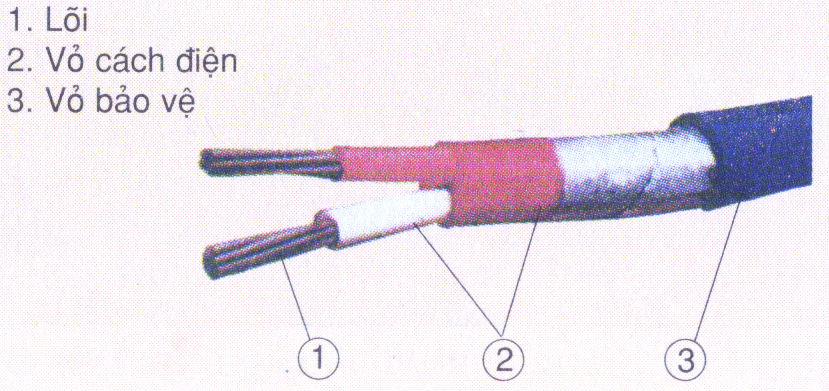 1. Lõi
2. Vỏ cách điện
3. Vỏ bảo vệ
1 2 3